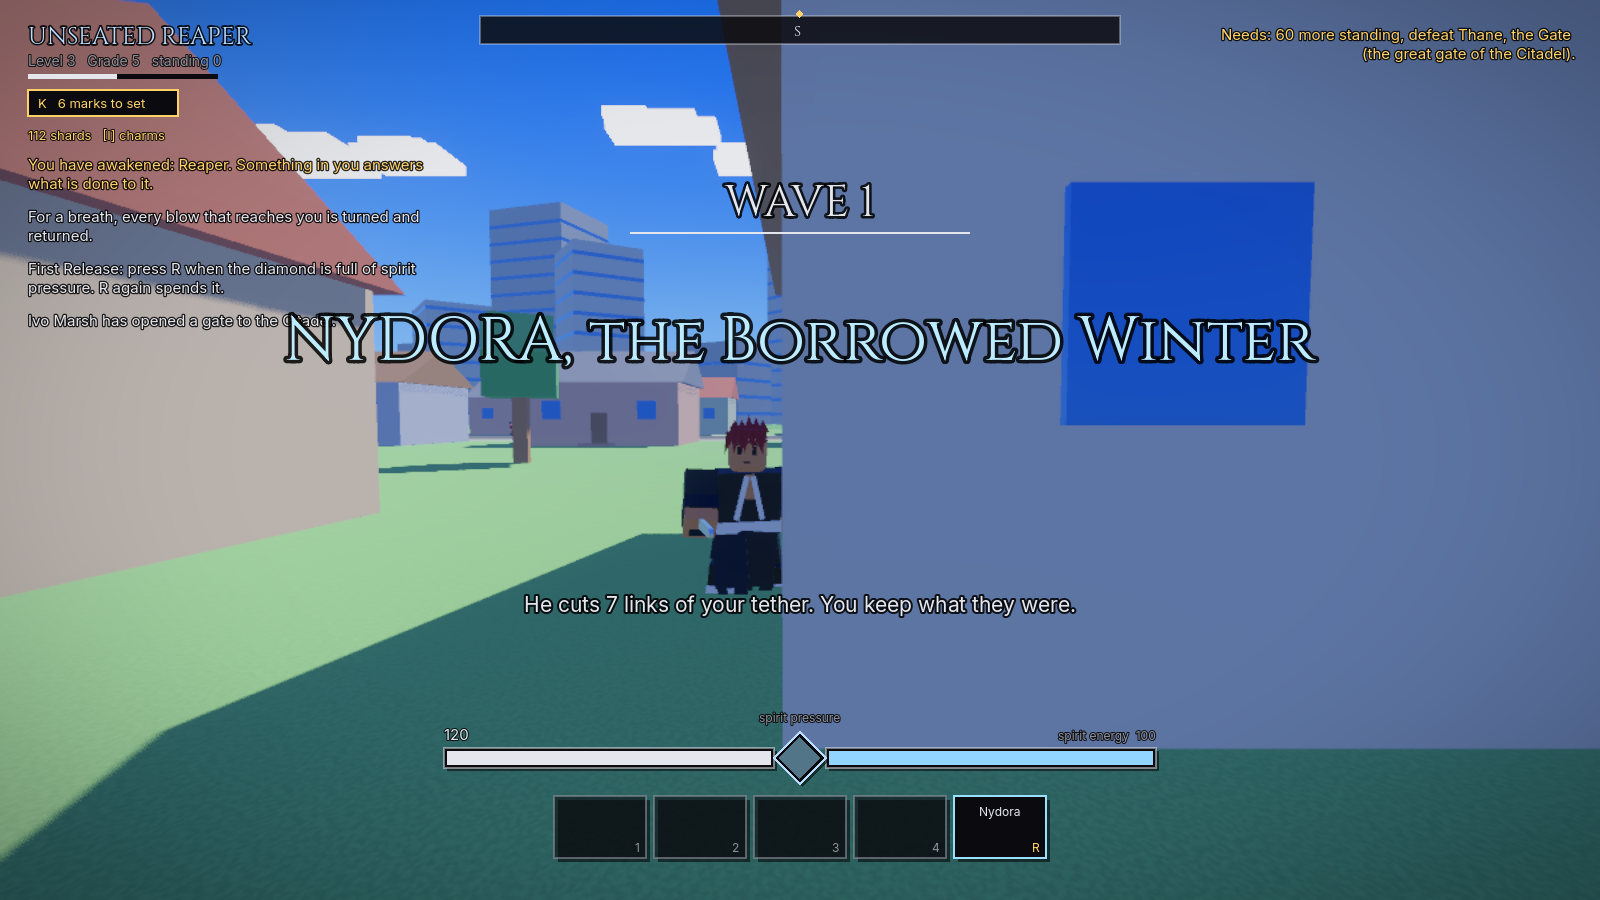 UNSEATED REAPER
Level 3 Grade 5 standing 0
K 6 marks to set
112 shards [I] charms
You have awakened: Reaper. Something in you answers
what is done to it.
For a breath, every blow that reaches you is turned and
returned.
First Release: press R when the diamond is full of spirit
pressure. R again spends it.
Ivo Marsh has opened a gate to the Citadel.
S
Needs: 60 more standing, defeat Thane, the Gate
(the great gate of the Citadel).
WAVE 1
NYDORA, THE BORROWED WINTER
He cuts 7 links of your tether. You keep what they were.
spirit pressure
120
spirit energy 100
1
2
3
4
Nydora
R